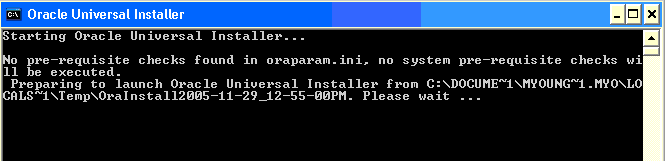 Oracle Universal Installer
Starting Oracle Universal Installer...
No pre-requisite checks found in oraparam.ini, no system pre-requisite checks wi
ll be executed.
 Preparing to launch Oracle Universal Installer from C:\DOCUME~1\MYOUNG~1.MYO\LO
CALS~1\Temp\OraInstall2005-11-29_12-55-00PM. Please wait ...